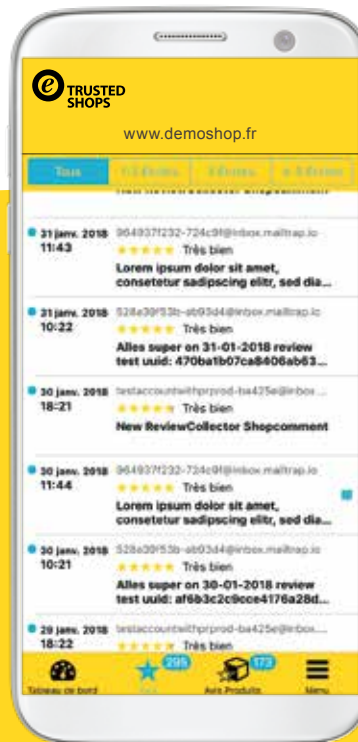 e TRUSTED
SHOPS
www.demoshop.fr
Tous
31 janv. 2018
11:43
964937f232-724c9f@inbox.mailtrap.io
Très bien
Lorem ipsum dolor sit amet,
consetetur sadipscing elitr, sed dia...
31 janv. 2018
10:22
528e39f53b-eb93d4@inbox.mailtrap.io
Très bien
Alles super on 31-01-2018 review
test uuid: 470ba1b07ca8406ab63...
30 janv. 2018
18:21
testaccountwithprprod-ba425e@inbox....
Très bien
New ReviewCollector Shopcomment
30 janv. 2018
11:44
964937f232-724c9f@inbox.mailtrap.io
Très bien
Lorem ipsum dolor sit amet,
consetetur sadipscing elitr, sed dia...
30 janv. 2018
10:21
528e39f53b-eb93d4@inbox.mailtrap.io
Très bien
Alles super on 30-01-2018 review
test uuid: af6b3c2c9cce4176a28d...
29 janv. 2018
18:22
testaccountwithprprod-ba425e@inbox....
Très bien
295
173
Tableau de bord
Avis Produits
Menu